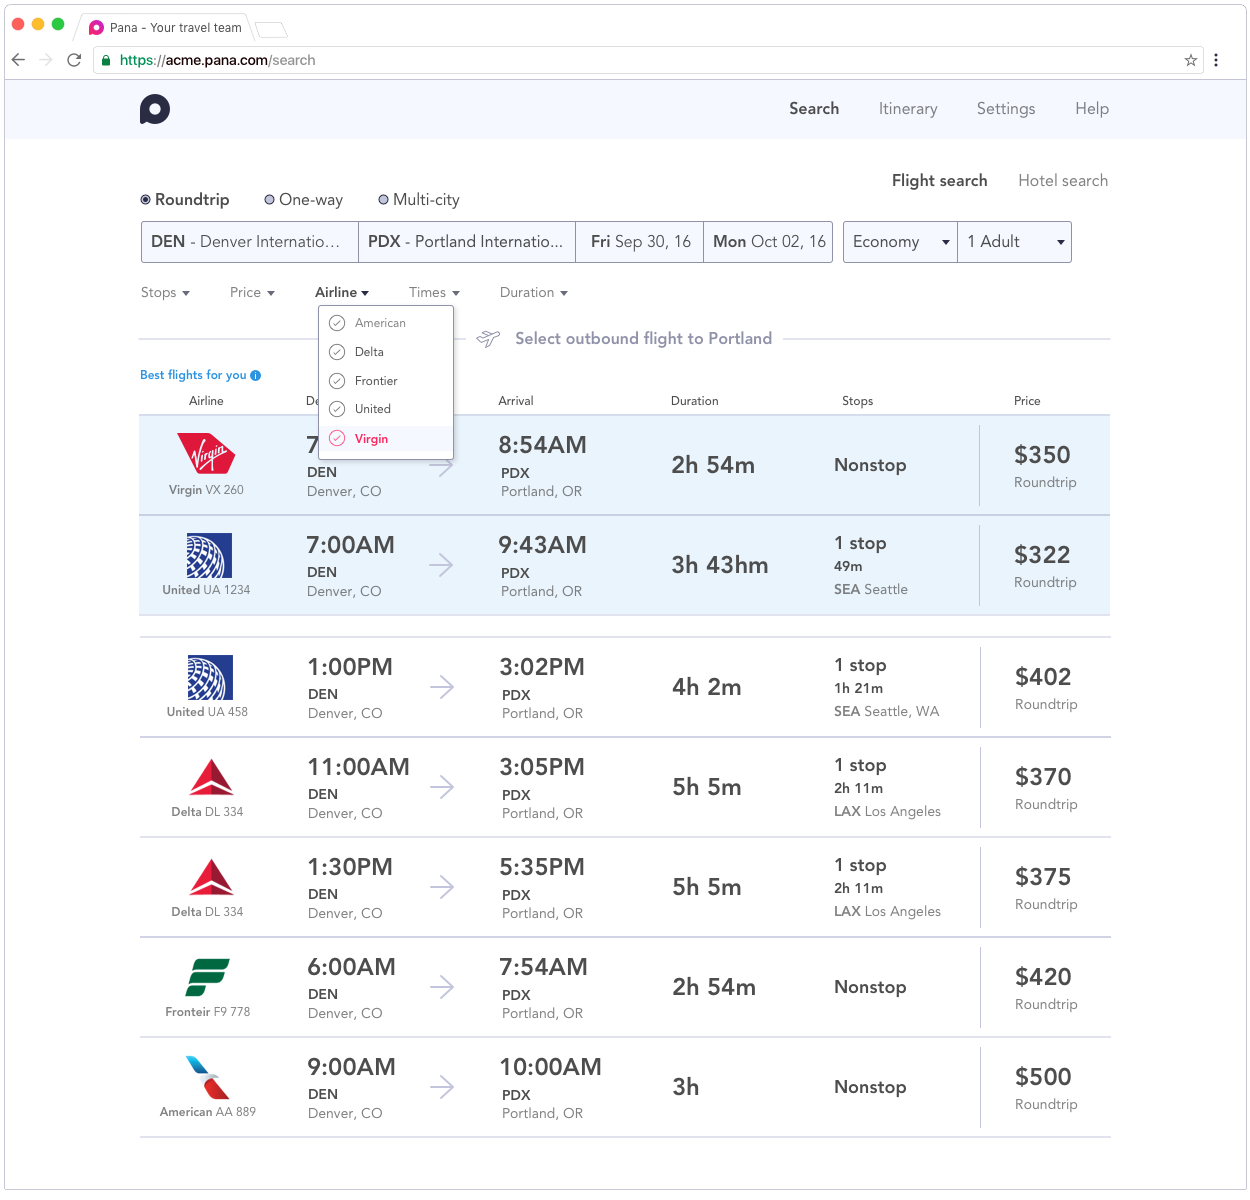 Pana - Your travel team
https://acme.pana.com/search
Search Itinerary Settings Help
Flight search Hotel search
Roundtrip One-way Multi-city
DEN - Denver Internatio... PDX - Portland Internatio... Fri Sep 30, 16 Mon Oct 02, 16 Economy 1 Adult
Stops Price Airline Times Duration
American
Delta
Frontier
United
Virgin
Select outbound flight to Portland
Best flights for you i
Airline De Arrival Duration Stops Price
Virgin
7 8:54AM 2h 54m Nonstop $350
DEN PDX
Virgin VX 260 Denver, CO Portland, OR Roundtrip
7:00AM 9:43AM 3h 43hm 1 stop $322
DEN PDX 49m
United UA 1234 Denver, CO Portland, OR SEA Seattle Roundtrip
1:00PM 3:02PM 4h 2m 1 stop $402
DEN PDX 1h 21m
United UA 458 Denver, CO Portland, OR SEA Seattle, WA Roundtrip
11:00AM 3:05PM 5h 5m 1 stop $370
DEN PDX 2h 11m
Delta DL 334 Denver, CO Portland, OR LAX Los Angeles Roundtrip
1:30PM 5:35PM 5h 5m 1 stop $375
DEN PDX 2h 11m
Delta DL 334 Denver, CO Portland, OR LAX Los Angeles Roundtrip
6:00AM 7:54AM 2h 54m Nonstop $420
DEN PDX
Fronteir F9 778 Denver, CO Portland, OR Roundtrip
9:00AM 10:00AM 3h Nonstop $500
DEN PDX
American AA 889 Denver, CO Portland, OR Roundtrip